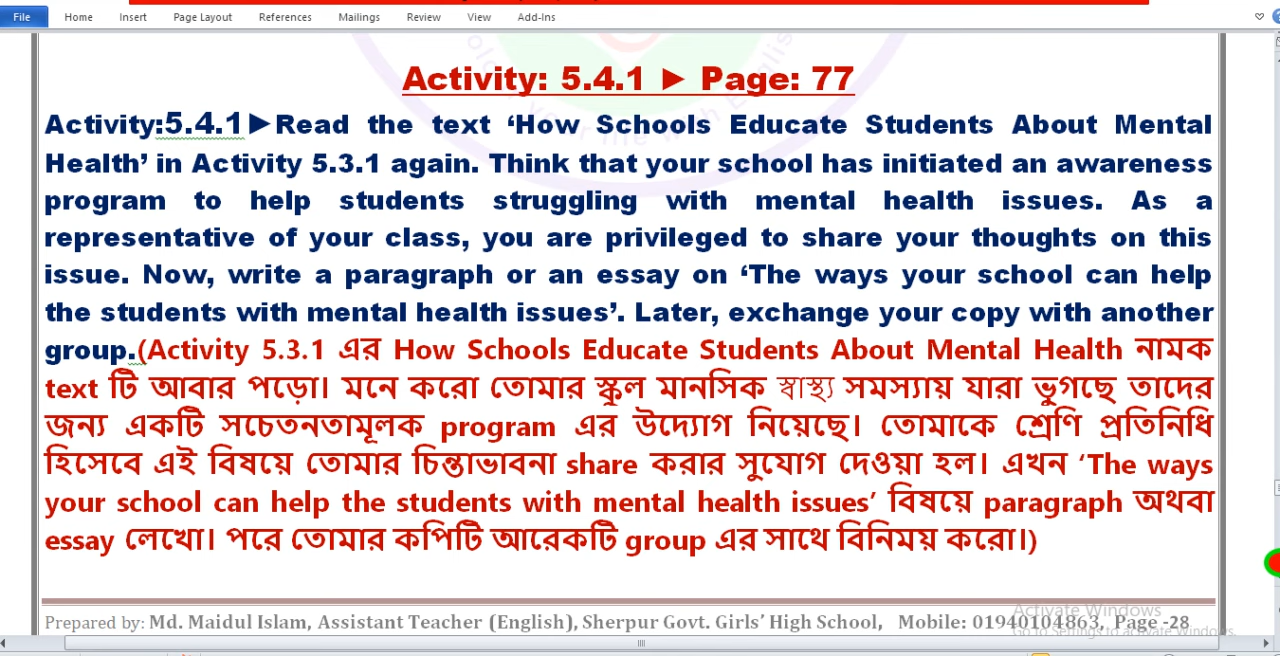 File Home Insert Page Layout References Mailings Review View Add-Ins
Activity: 5.4.1 ► Page: 77
Activity:5.4.1►Read the text ‘How Schools Educate Students About Mental
Health’ in Activity 5.3.1 again. Think that your school has initiated an awareness
program to help students struggling with mental health issues. As a
representative of your class, you are privileged to share your thoughts on this
issue. Now, write a paragraph or an essay on ‘The ways your school can help
the students with mental health issues’. Later, exchange your copy with another
group.(Activity 5.3.1 এর How Schools Educate Students About Mental Health নামক
text টি আবার পড়ো। মনে করো তোমার স্কুল মানসিক স্বাস্থ্য সমস্যায় যারা ভুগছে তাদের
জন্য একটি সচেতনতামূলক program এর উদ্যোগ নিয়েছে। তোমাকে শ্রেণি প্রতিনিধি
হিসেবে এই বিষয়ে তোমার চিন্তাভাবনা share করার সুযোগ দেওয়া হল। এখন ‘The ways
your school can help the students with mental health issues’ বিষয়ে paragraph অথবা
essay লেখো। পরে তোমার কপিটি আরেকটি group এর সাথে বিনিময় করো।)
Activate Windows
Prepared by: Md. Maidul Islam, Assistant Teacher (English), Sherpur Govt. Girls’ High School, Mobile: 01940104863, Page -28
Go to Settings to activate Windows.